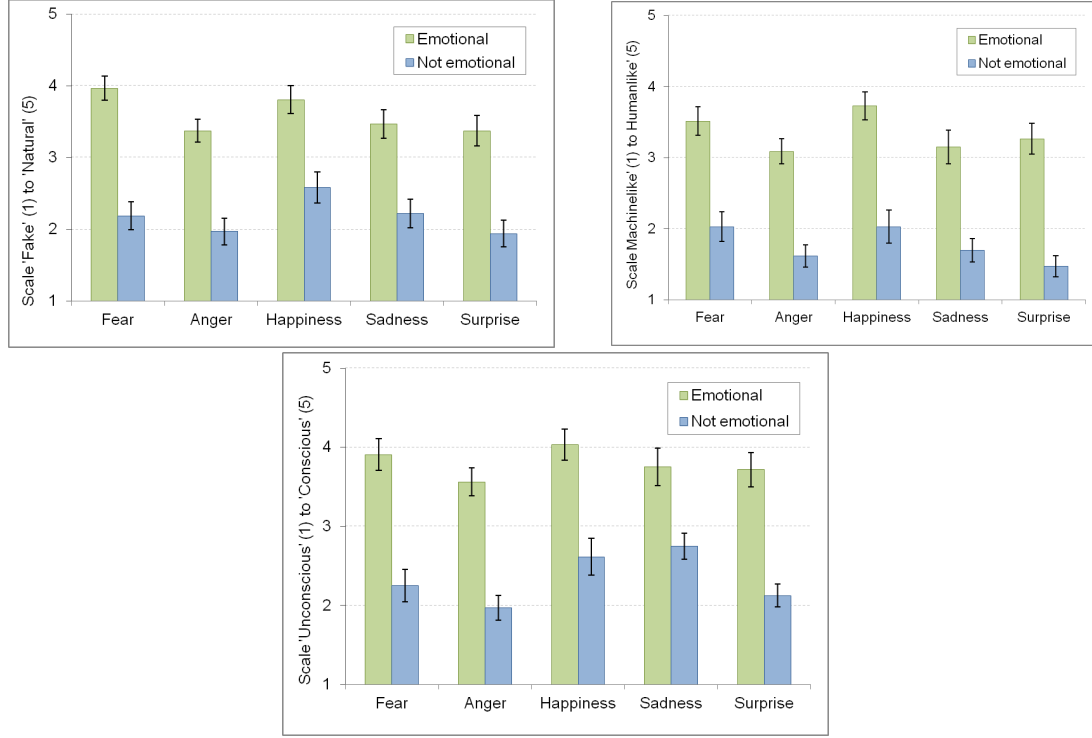 Scale 'Fake' (1) to 'Natural' (5)
5
4
3
2
1
Emotional
Not emotional
Fear Anger Happiness Sadness Surprise
Scale Machinelike' (1) to Humanlike' (5)
5
4
3
2
1
Emotional
Not emotional
Fear Anger Happiness Sadness Surprise
Scale 'Unconscious' (1) to 'Conscious' (5)
5
4
3
2
1
Emotional
Not emotional
Fear Anger Happiness Sadness Surprise